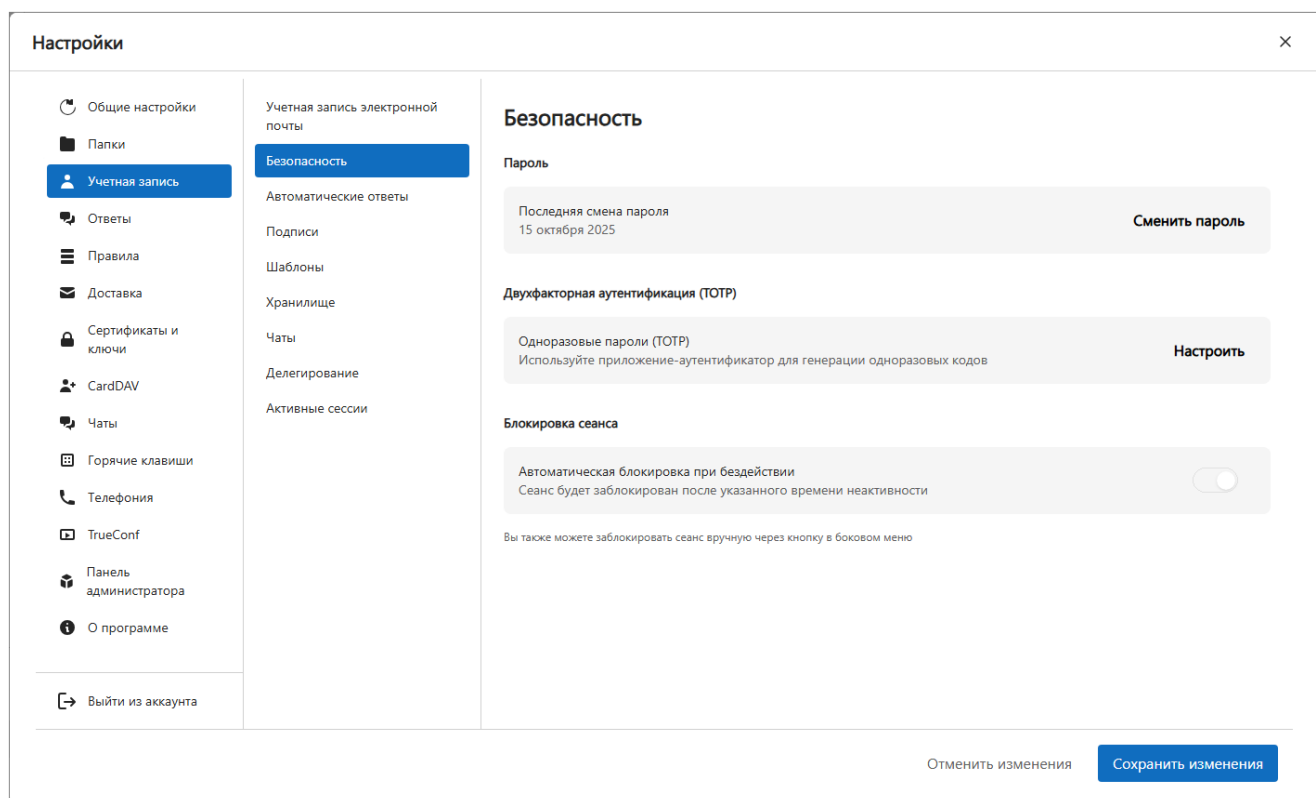 Настройки
Общие настройки
Папки
Учетная запись
Ответы
Правила
Доставка
Сертификаты и
ключи
CardDAV
Чаты
Горячие клавиши
Телефония
TrueConf
Панель
администратора
О программе
Выйти из аккаунта
Учетная запись электронной
почты
Безопасность
Автоматические ответы
Подписи
Шаблоны
Хранилище
Чаты
Делегирование
Активные сессии
Безопасность
Пароль
Последняя смена пароля
15 октября 2025
Сменить пароль
Двухфакторная аутентификация (TOTP)
Одноразовые пароли (TOTP)
Используйте приложение-аутентификатор для генерации одноразовых кодов
Настроить
Блокировка сеанса
Автоматическая блокировка при бездействии
Сеанс будет заблокирован после указанного времени неактивности
Вы также можете заблокировать сеанс вручную через кнопку в боковом меню
Отменить изменения
Сохранить изменения